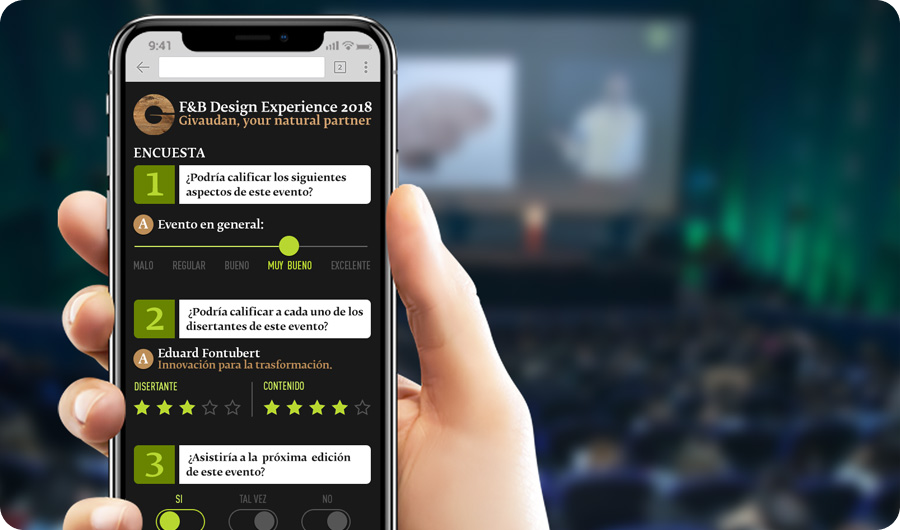 9:41
2
F&B Design Experience 2018
Givaudan, your natural partner
ENCUESTA
1
¿Podría calificar los siguientes
aspectos de este evento?
A Evento en general:
MALO REGULAR BUENO MUY BUENO EXCELENTE
2
¿Podría calificar a cada uno de los
disertantes de este evento?
A Eduard Fontubert
Innovación para la trasformación.
DISERTANTE CONTENIDO
3
¿Asistiría a la próxima edición
de este evento?
SI TAL VEZ NO